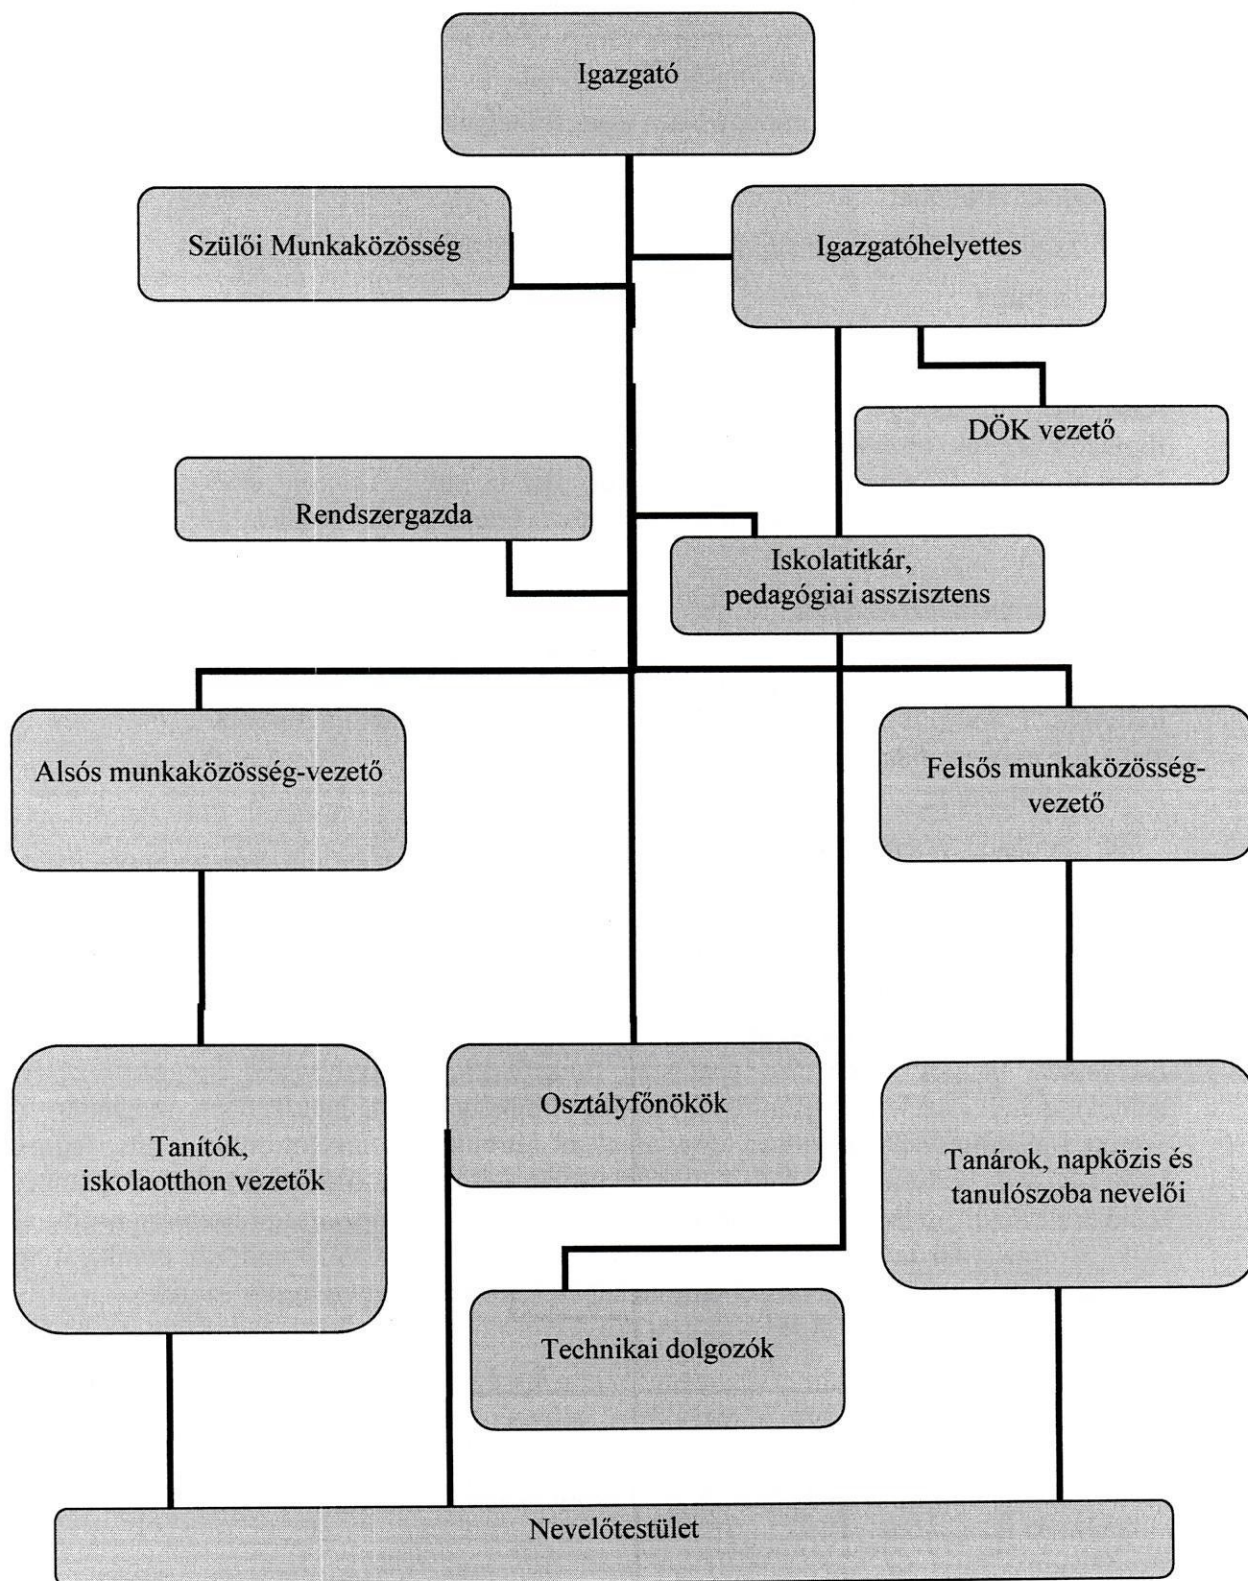 Igazgató
Szülői Munkaközösség
Igazgatóhelyettes
DÖK vezető
Rendszergazda
Iskolatitkár,
pedagógiai asszisztens
Alsós munkaközösség-vezető
Felsős munkaközösség-
vezető
Tanítók,
iskolaotthon vezetők
Osztályfőnökök
Tanárok, napközis és
tanulószoba nevelői
Technikai dolgozók
Nevelőtestület